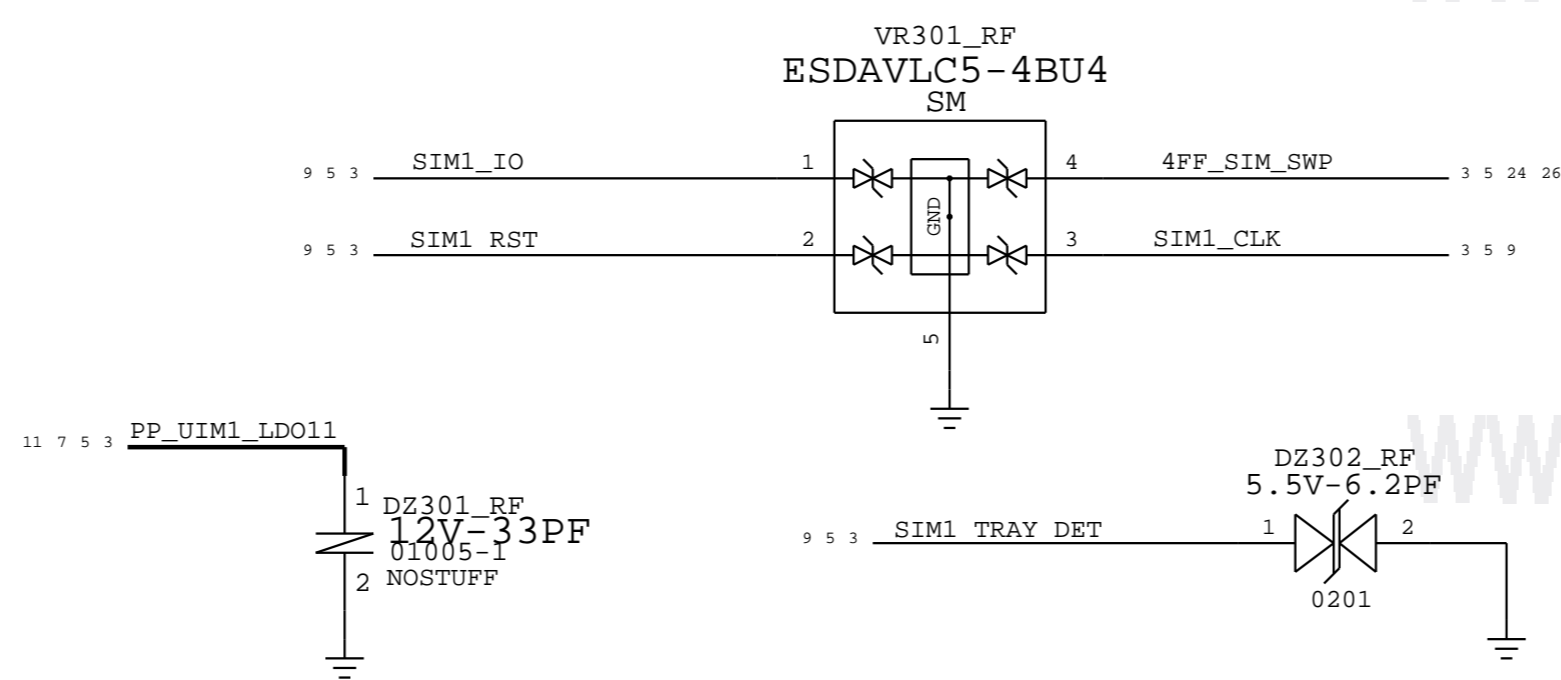 VR301_RF
ESDAVLC5-4BU4
SM
9 5 3 SIM1_IO 1 4 4FF_SIM_SWP 3 5 24 26
GND
9 5 3 SIM1 RST 2 3 SIM1_CLK 3 5 9
5
11 7 5 3 PP_UIM1_LDO11
1 DZ301_RF
12V-33PF
01005-1
2 NOSTUFF
DZ302_RF
5.5V-6.2PF
9 5 3 SIM1 TRAY DET 1 2
0201